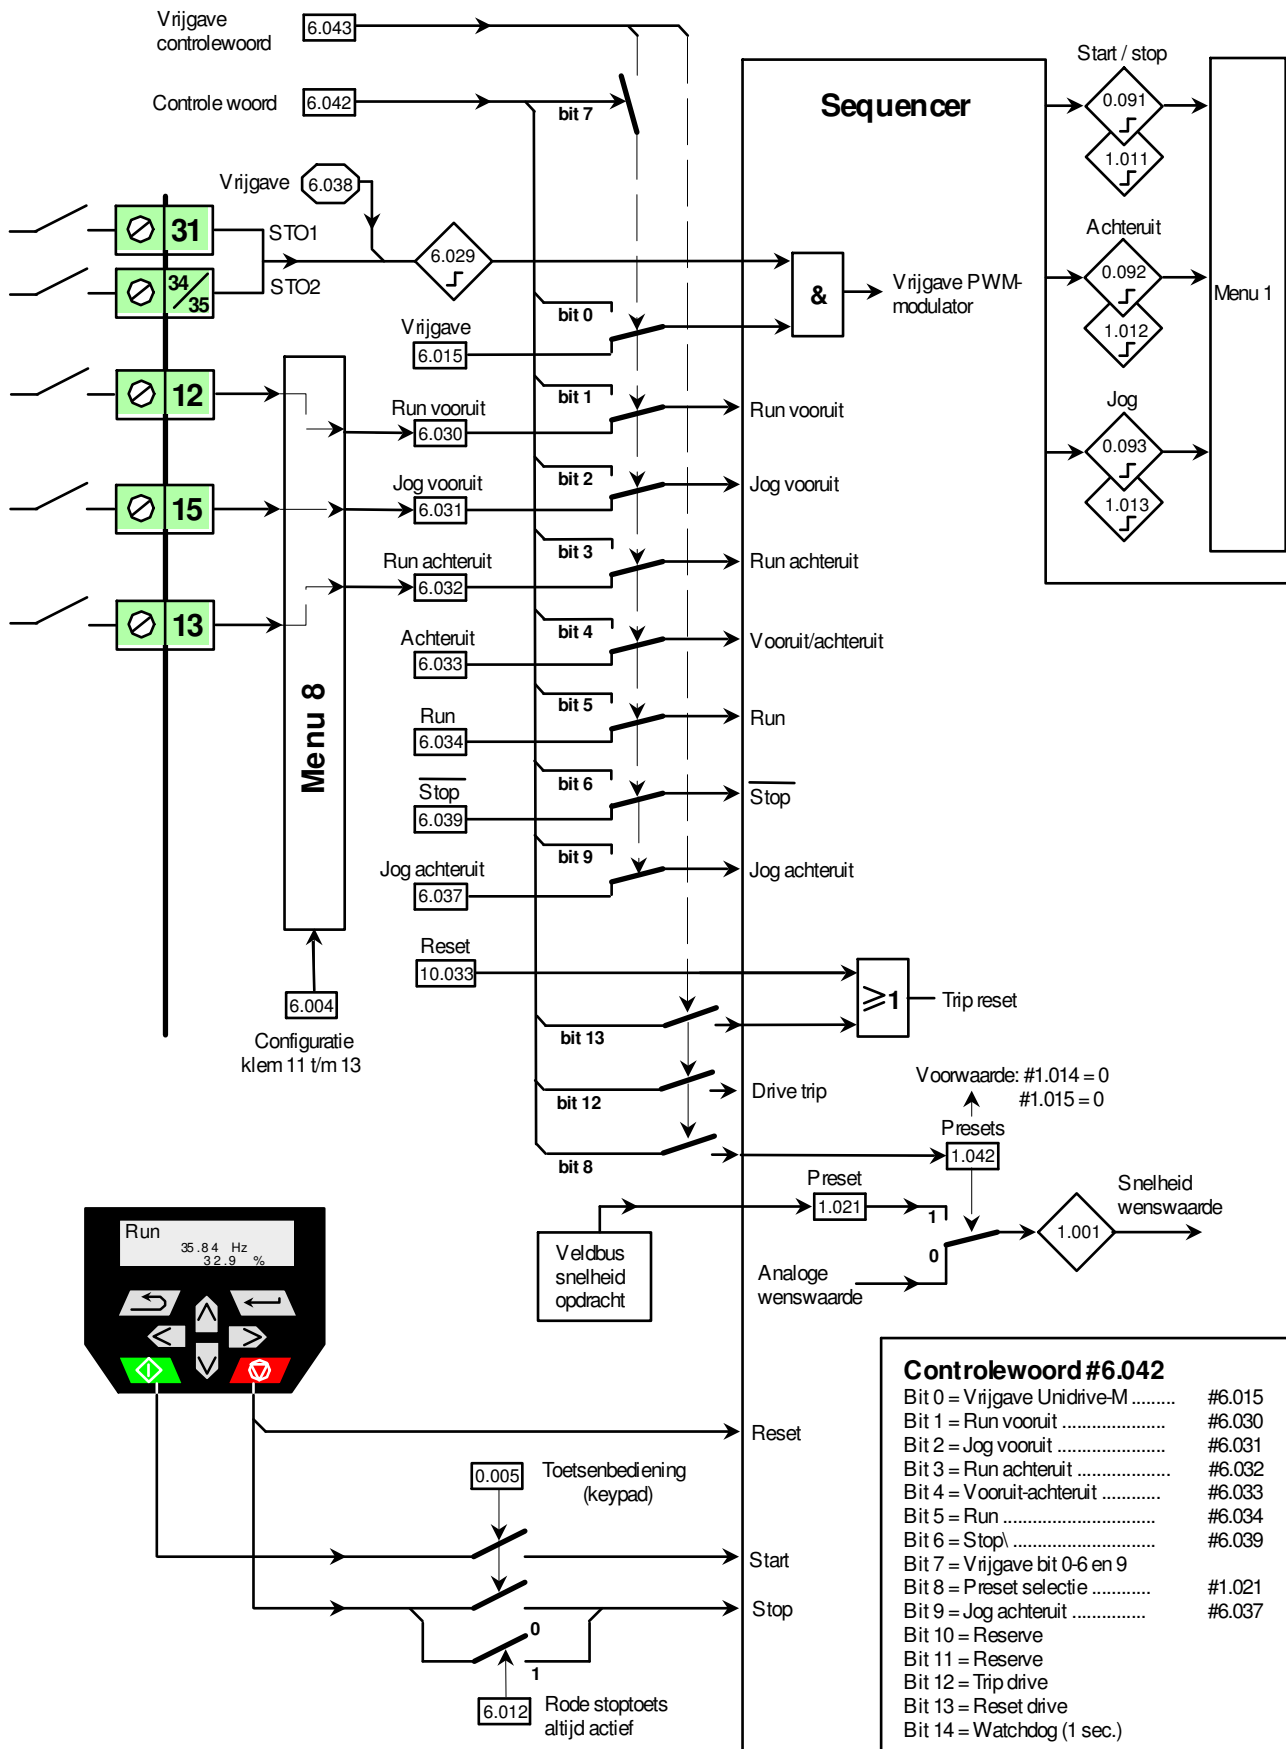 Vrijgave
controlewoord
6.043
Controle woord
6.042
bit 7
Sequencer
Start / stop
0.091
1.011
Vrijgave
6.038
31
STO1
34/35
STO2
6.029
&
Vrijgave PWM-
modulator
Achteruit
0.092
1.012
Menu 1
bit 0
Vrijgave
6.015
12
bit 1
Run vooruit
6.030
Run vooruit
Jog
0.093
1.013
bit 2
15
Jog vooruit
6.031
Jog vooruit
bit 3
Run achteruit
6.032
Run achteruit
13
bit 4
Achteruit
6.033
Vooruit/achteruit
Menu 8
bit 5
Run
6.034
Run
bit 6
Stop
6.039
Stop
bit 9
Jog achteruit
6.037
Jog achteruit
Reset
10.033
≥1
Trip reset
6.004
Configuratie
klem 11 t/m 13
bit 13
bit 12
Drive trip
Voorwaarde: #1.014 = 0
#1.015 = 0
Presets
1.042
bit 8
Preset
1.021
1
0
1.001
Snelheid
wenswaarde
Veldbus
snelheid
opdracht
Analoge
wenswaarde
Run
35.84 Hz
32.9 %
Reset
0.005
Toetsenbediening
(keypad)
Start
Stop
0
1
6.012
Rode stoptoets
altijd actief
Controlewoord #6.042
Bit 0 = Vrijgave Unidrive-M ......... #6.015
Bit 1 = Run vooruit ...................... #6.030
Bit 2 = Jog vooruit ....................... #6.031
Bit 3 = Run achteruit .................... #6.032
Bit 4 = Vooruit-achteruit ............. #6.033
Bit 5 = Run ................................. #6.034
Bit 6 = Stop\ ............................... #6.039
Bit 7 = Vrijgave bit 0-6 en 9
Bit 8 = Preset selectie ............. #1.021
Bit 9 = Jog achteruit ................ #6.037
Bit 10 = Reserve
Bit 11 = Reserve
Bit 12 = Trip drive
Bit 13 = Reset drive
Bit 14 = Watchdog (1 sec.)